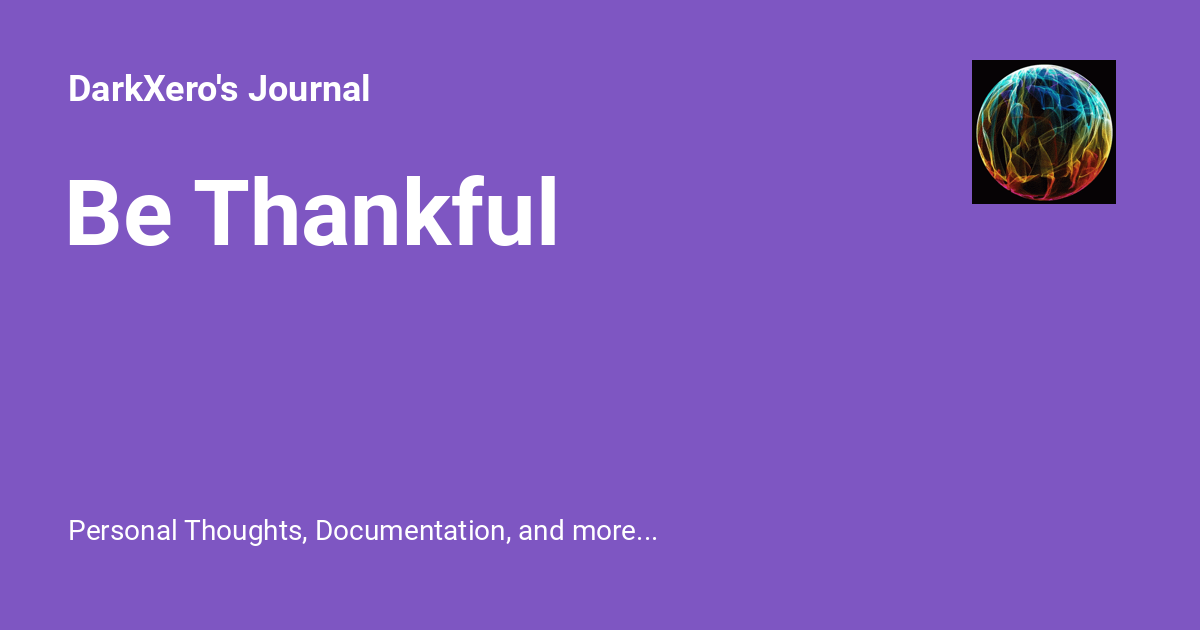 DarkXero's Journal
Be Thankful
Personal Thoughts, Documentation, and more...